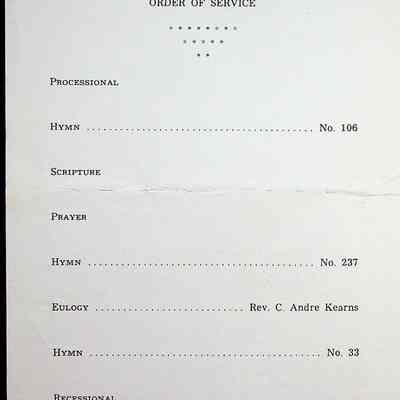 ORDER OF SERVICE
* * * * * * * *
* * * * *
* *
PROCESSIONAL
HYMN ........................................ No. 106
SCRIPTURE
PRAYER
HYMN ........................................ No. 237
EULOGY .......................... Rev. C. Andre Kearns
HYMN ......................................... No. 33
RECESSIONAL